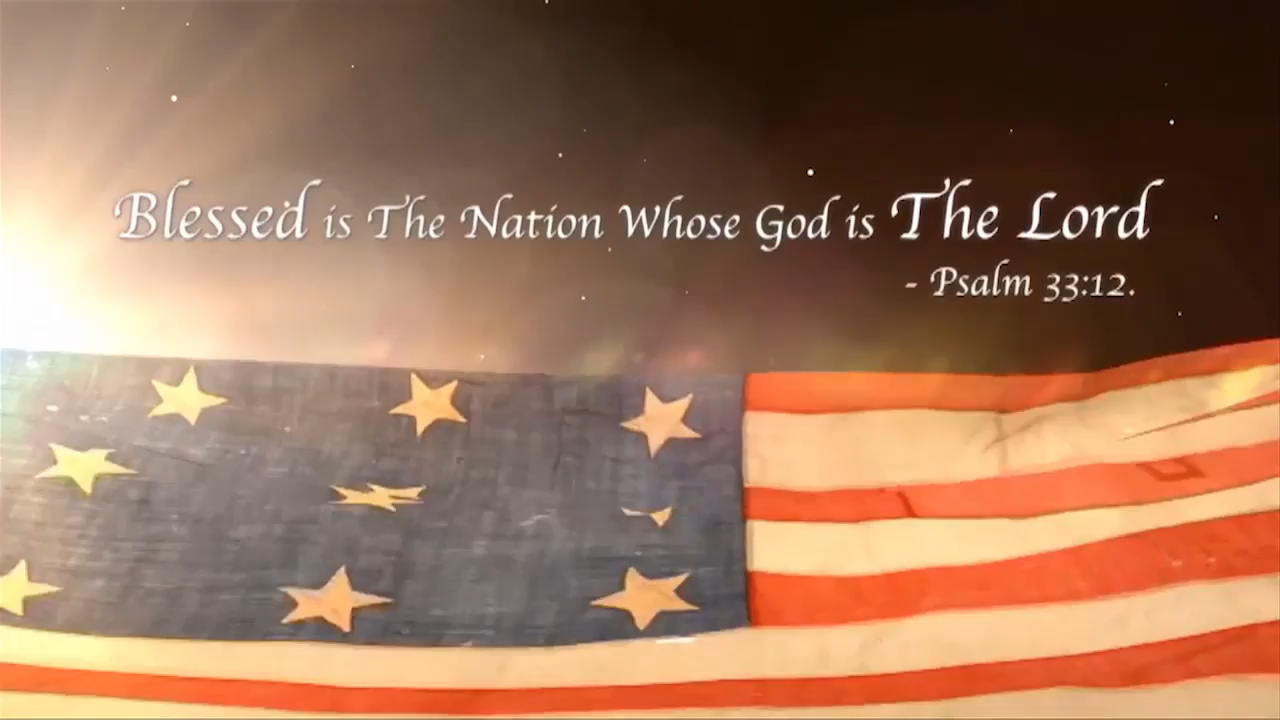 Blessed is The Nation Whose God is The Lord
- Psalm 33:12.